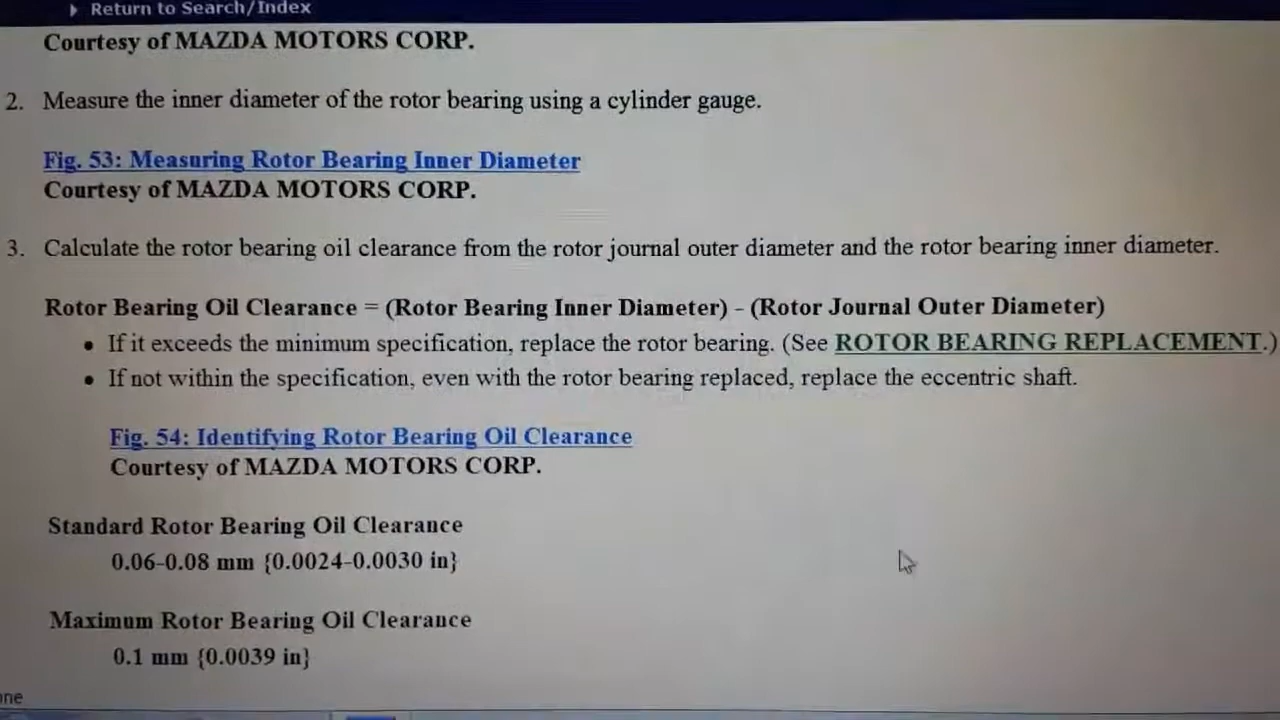 Return to Search/Index
Courtesy of MAZDA MOTORS CORP.
2. Measure the inner diameter of the rotor bearing using a cylinder gauge.
Fig. 53: Measuring Rotor Bearing Inner Diameter
Courtesy of MAZDA MOTORS CORP.
3. Calculate the rotor bearing oil clearance from the rotor journal outer diameter and the rotor bearing inner diameter.
Rotor Bearing Oil Clearance = (Rotor Bearing Inner Diameter) - (Rotor Journal Outer Diameter)
• If it exceeds the minimum specification, replace the rotor bearing. (See ROTOR BEARING REPLACEMENT.)
• If not within the specification, even with the rotor bearing replaced, replace the eccentric shaft.
Fig. 54: Identifying Rotor Bearing Oil Clearance
Courtesy of MAZDA MOTORS CORP.
Standard Rotor Bearing Oil Clearance
0.06-0.08 mm {0.0024-0.0030 in}
Maximum Rotor Bearing Oil Clearance
0.1 mm {0.0039 in}